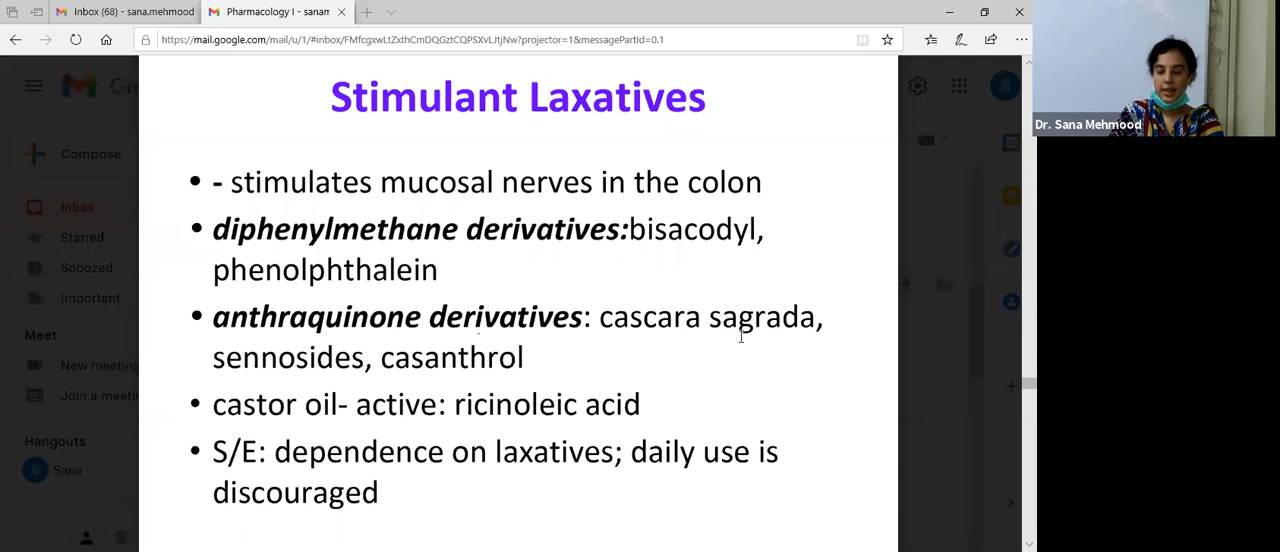 Inbox (68) - sana.mehmood
Pharmacology I - sanam
https://mail.google.com/mail/u/1/#inbox/FMfcgxwLtZxthCmDQGztCQPSXvLJtjNw?projector=1&messagePartId=0.1
Compose
Inbox
Starred
Snoozed
Important
Meet
New meeting
Join a meeting
Hangouts
Sana
Stimulant Laxatives
• - stimulates mucosal nerves in the colon
• diphenylmethane derivatives:bisacodyl,
phenolphthalein
• anthraquinone derivatives: cascara sagrada,
sennosides, casanthrol
• castor oil- active: ricinoleic acid
• S/E: dependence on laxatives; daily use is
discouraged
Dr. Sana Mehmood